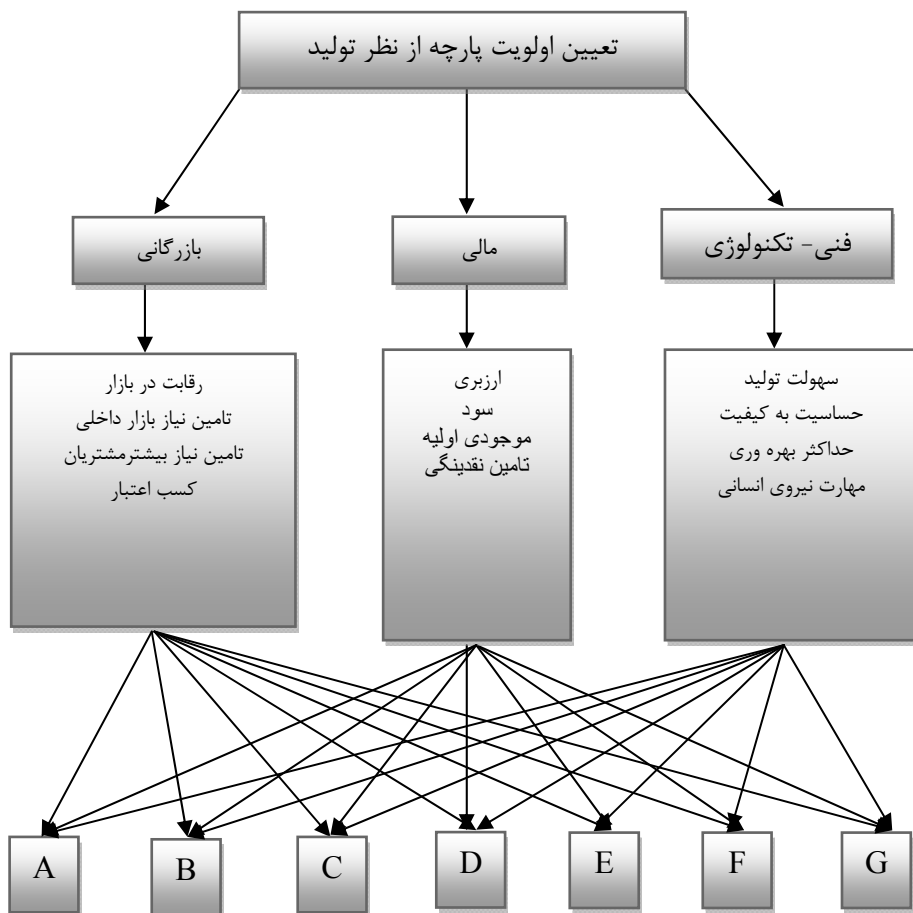 تعیین اولویت پارچه از نظر تولید
فنی - تکنولوژی
مالی
بازرگانی
سهولت تولید
حساسیت به کیفیت
حداکثر بهره وری
مهارت نیروی انسانی
ارزبری
سود
موجودی اولیه
تامین نقدینگی
رقابت در بازار
تامین نیاز بازار داخلی
تامین نیاز بیشترمشتریان
کسب اعتبار
A
B
C
D
E
F
G